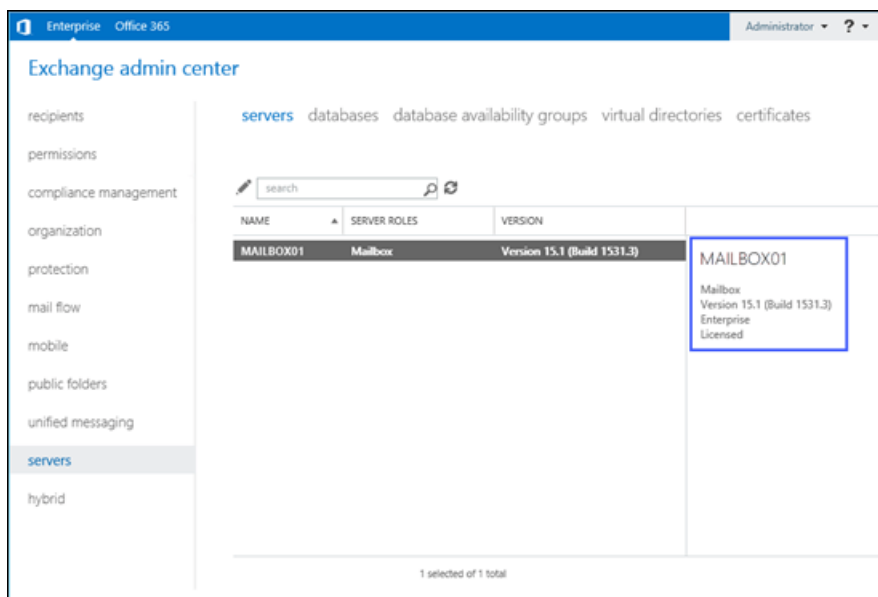 Enterprise Office 365
Administrator ?
Exchange admin center
recipients
permissions
compliance management
organization
protection
mail flow
mobile
public folders
unified messaging
servers
hybrid
servers databases database availability groups virtual directories certificates
search
NAME SERVER ROLES VERSION
MAILBOX01 Mailbox Version 15.1 (Build 1531.3)
MAILBOX01
Mailbox
Version 15.1 (Build 1531.3)
Enterprise
Licensed
1 selected of 1 total